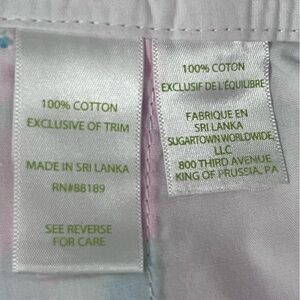 100% COTTON
EXCLUSIVE OF TRIM
MADE IN SRI LANKA
RN#88189
SEE REVERSE
FOR CARE
100% COTON
EXCLUSIF DE L'ÉQUILIBRE
FABRIQUE EN
SRI LANKA
SUGARTOWN WORLDWIDE,
LLC
800 THIRD AVENUE
KING OF PRUSSIA, PA